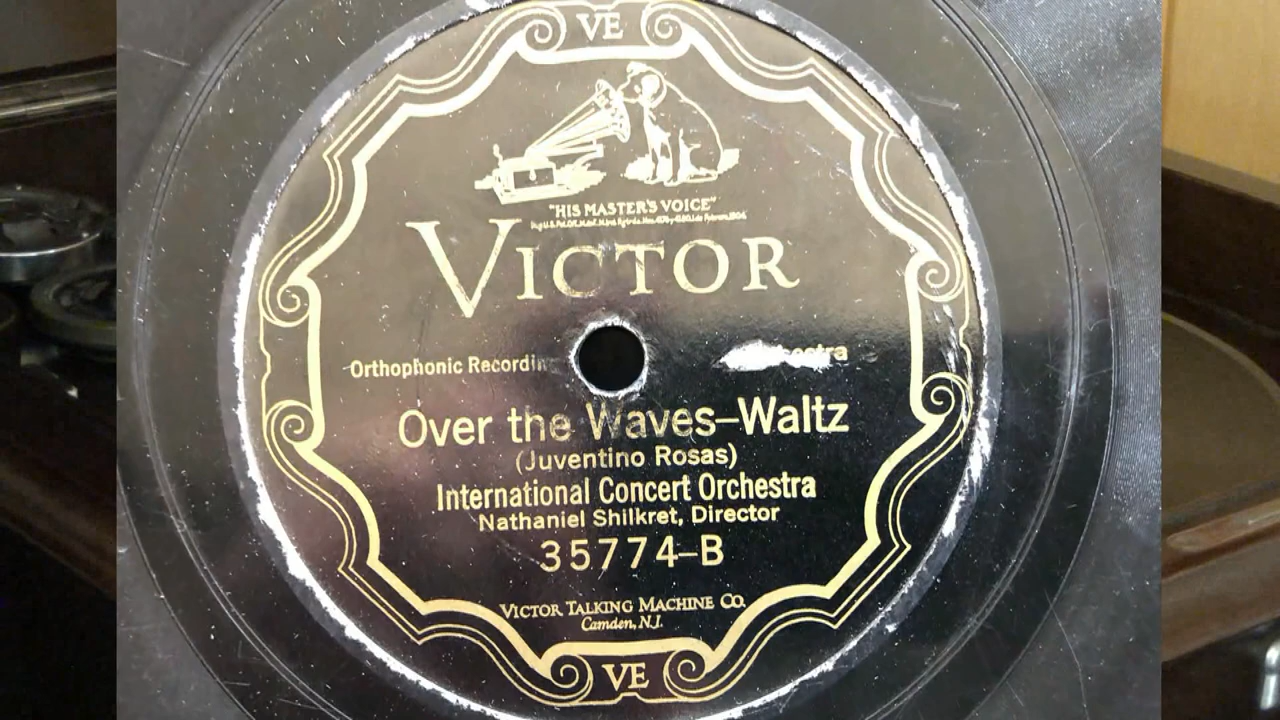 VE
"HIS MASTER'S VOICE"
VICTOR
Orthophonic Recordin
Over the Waves–Waltz
(Juventino Rosas)
International Concert Orchestra
Nathaniel Shilkret, Director
35774–B
VICTOR TALKING MACHINE CO.
Camden, N.J.
VE